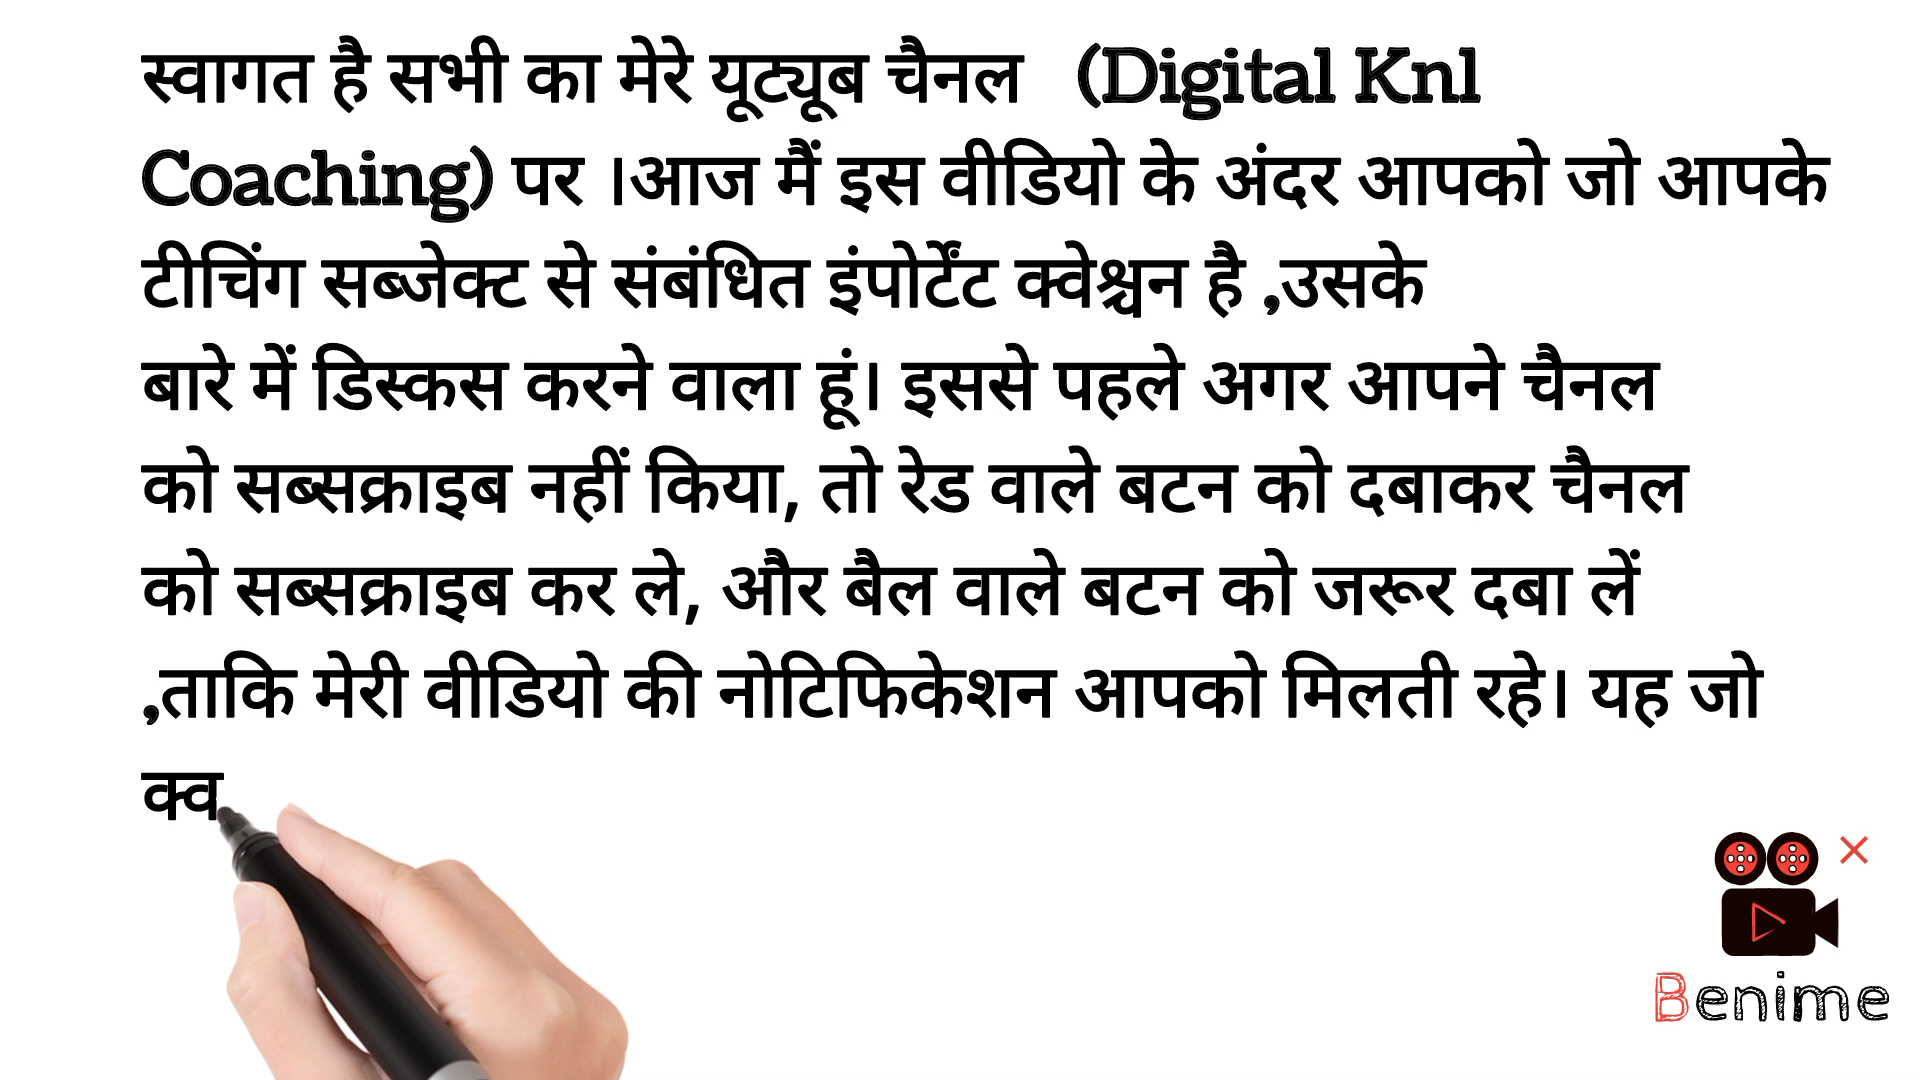 स्वागत है सभी का मेरे यूट्यूब चैनल (Digital Knl
Coaching) पर ।आज मैं इस वीडियो के अंदर आपको जो आपके
टीचिंग सब्जेक्ट से संबंधित इंपोर्टेंट क्वेश्चन है ,उसके
बारे में डिस्कस करने वाला हूं। इससे पहले अगर आपने चैनल
को सब्सक्राइब नहीं किया, तो रेड वाले बटन को दबाकर चैनल
को सब्सक्राइब कर ले, और बैल वाले बटन को जरूर दबा लें
,ताकि मेरी वीडियो की नोटिफिकेशन आपको मिलती रहे। यह जो
क्व
Benime